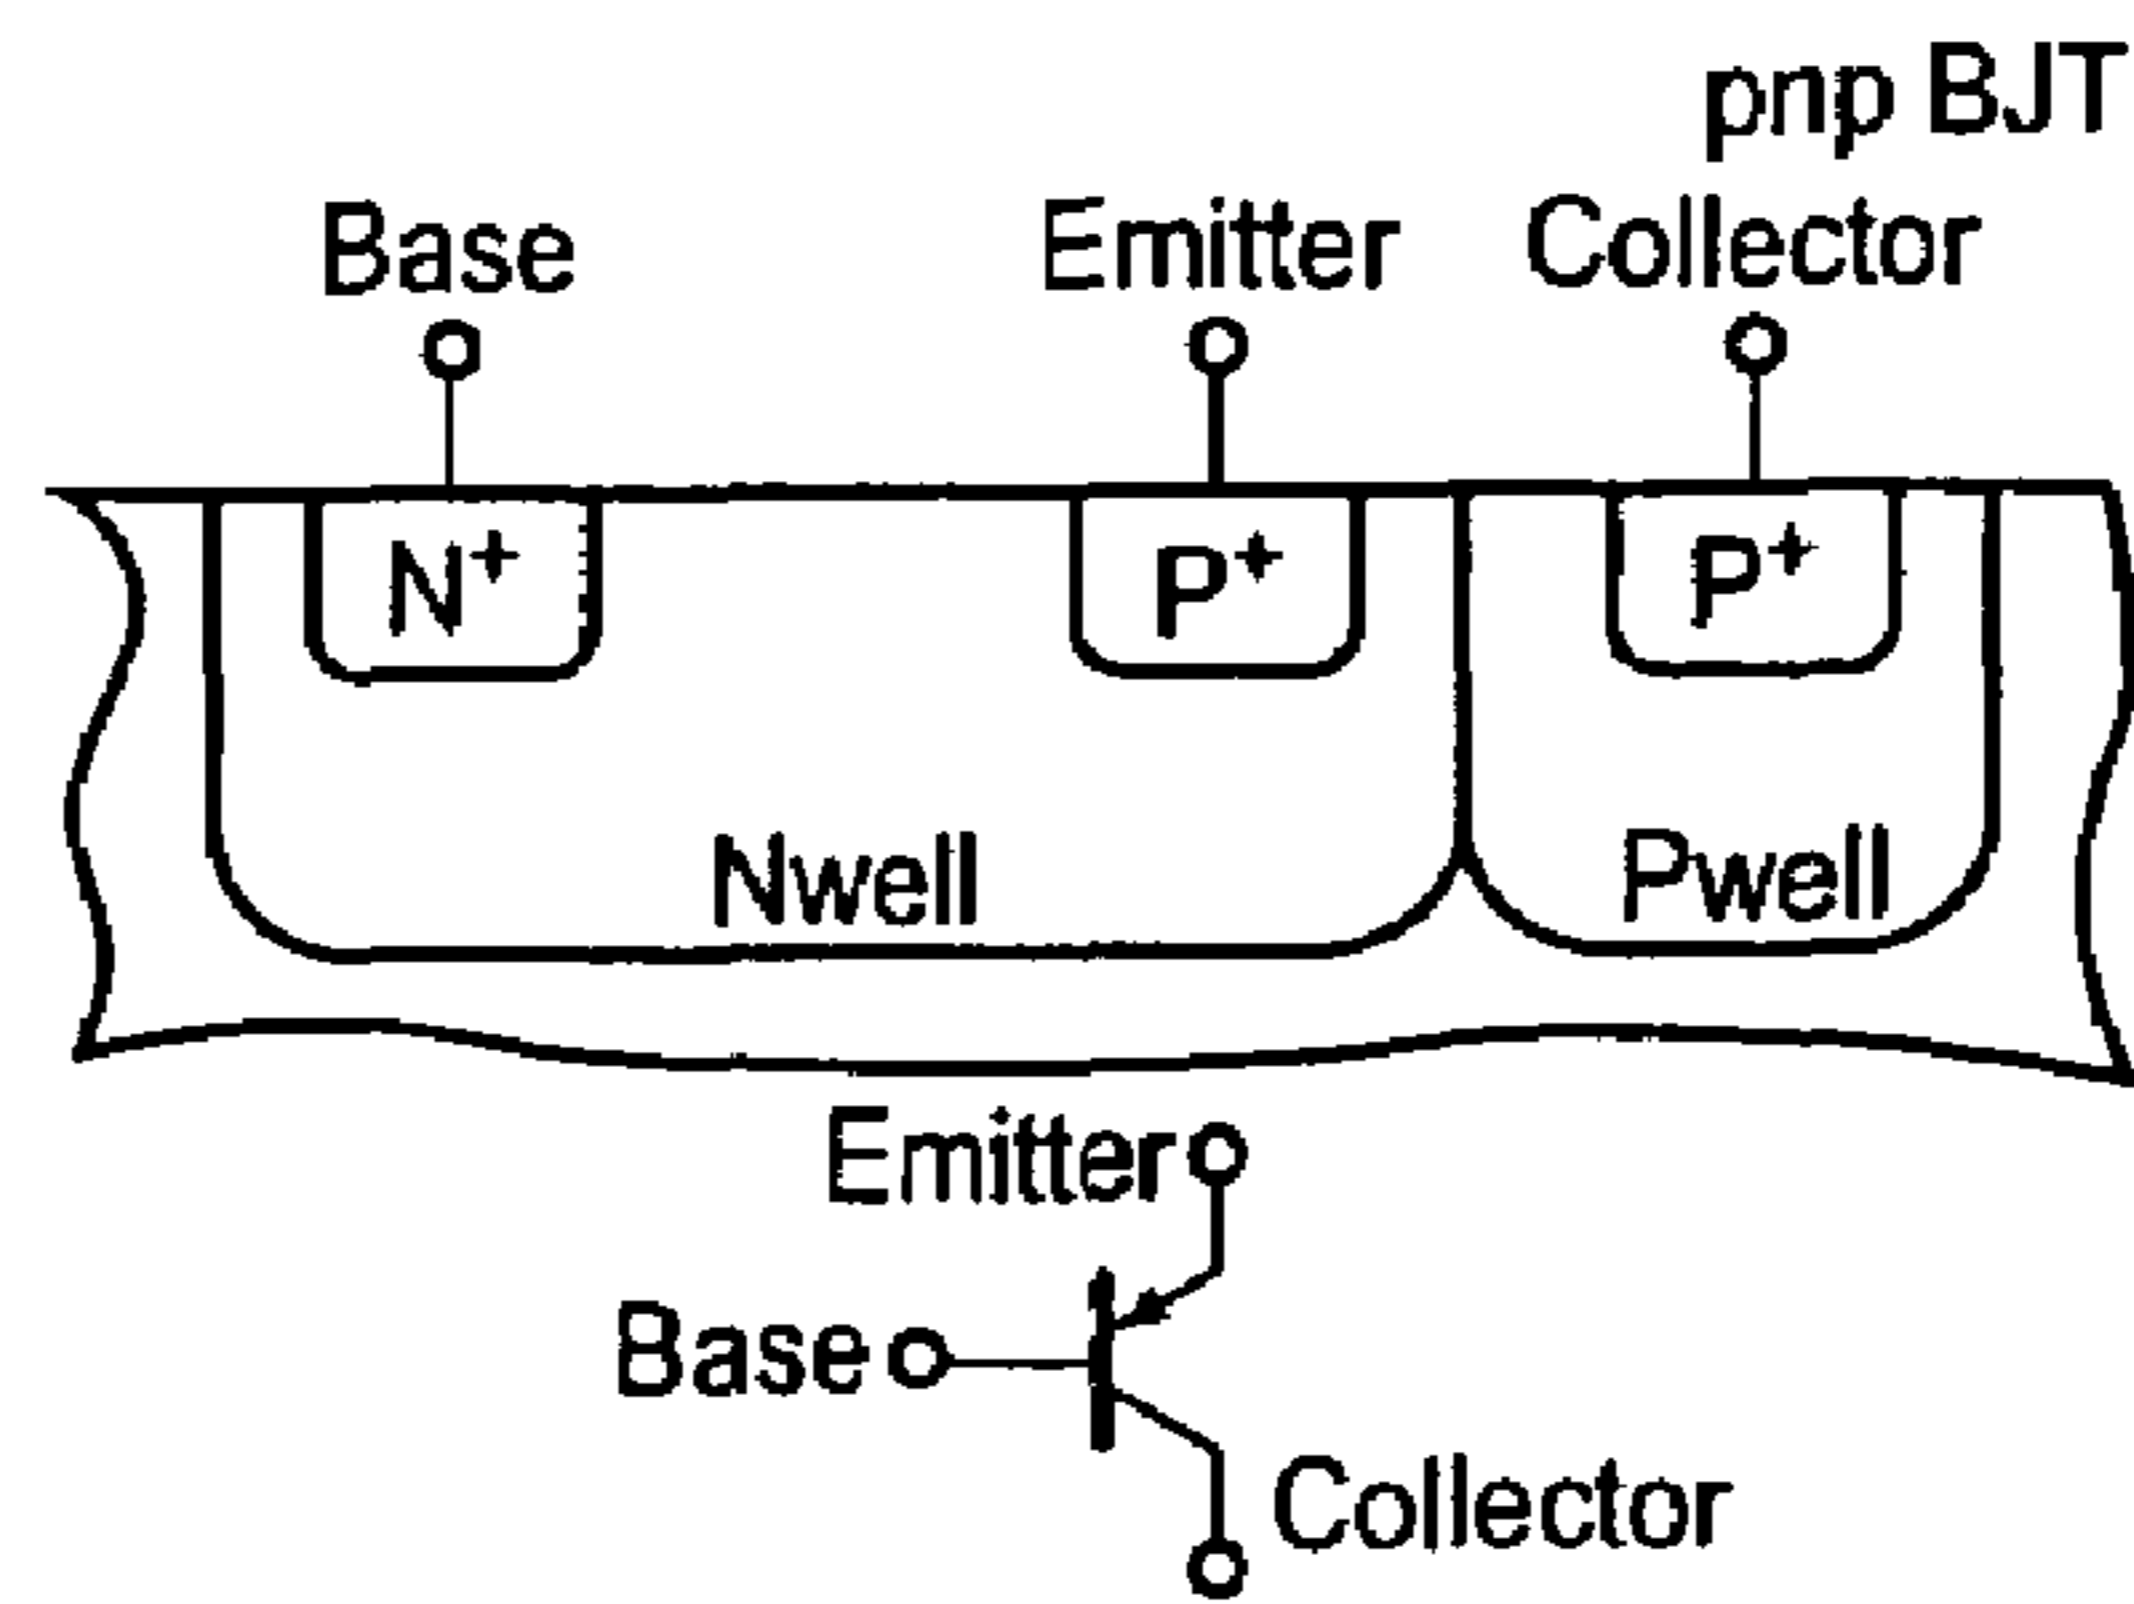 pnp BJT
Base Emitter Collector
N+ P+ P+
Nwell Pwell
Emitter
Base
Collector